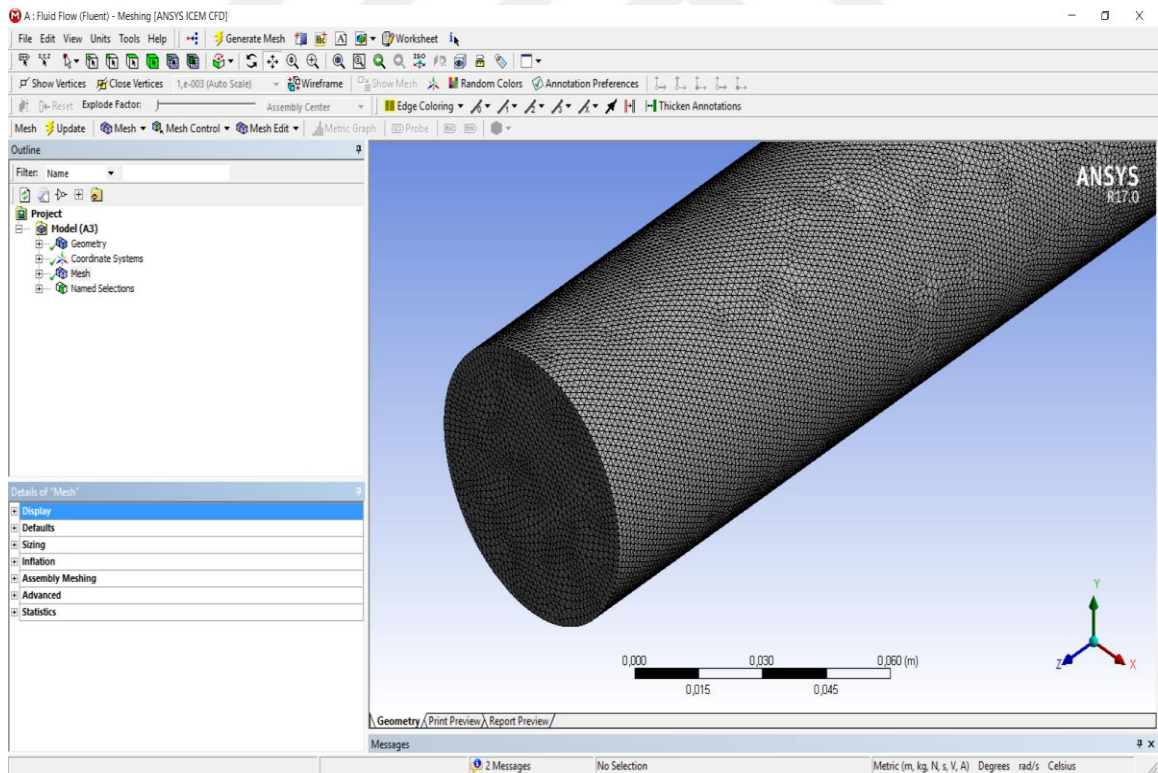 A : Fluid Flow (Fluent) - Meshing [ANSYS ICEM CFD]
File Edit View Units Tools Help Generate Mesh Worksheet
Show Vertices Close Vertices 1,e-003 (Auto Scale) Wireframe Show Mesh Random Colors Annotation Preferences
Reset Explode Factor: Assembly Center Edge Coloring Thicken Annotations
Mesh Update Mesh Mesh Control Mesh Edit Metric Graph Probe
Outline
Filter: Name
Project
Model (A3)
Geometry
Coordinate Systems
Mesh
Named Selections
Details of "Mesh"
Display
Defaults
Sizing
Inflation
Assembly Meshing
Advanced
Statistics
ANSYS
R17.0
0,000 0,030 0,060 (m)
0,015 0,045
Y
Z X
Geometry Print Preview Report Preview
Messages
2 Messages No Selection Metric (m, kg, N, s, V, A) Degrees rad/s Celsius